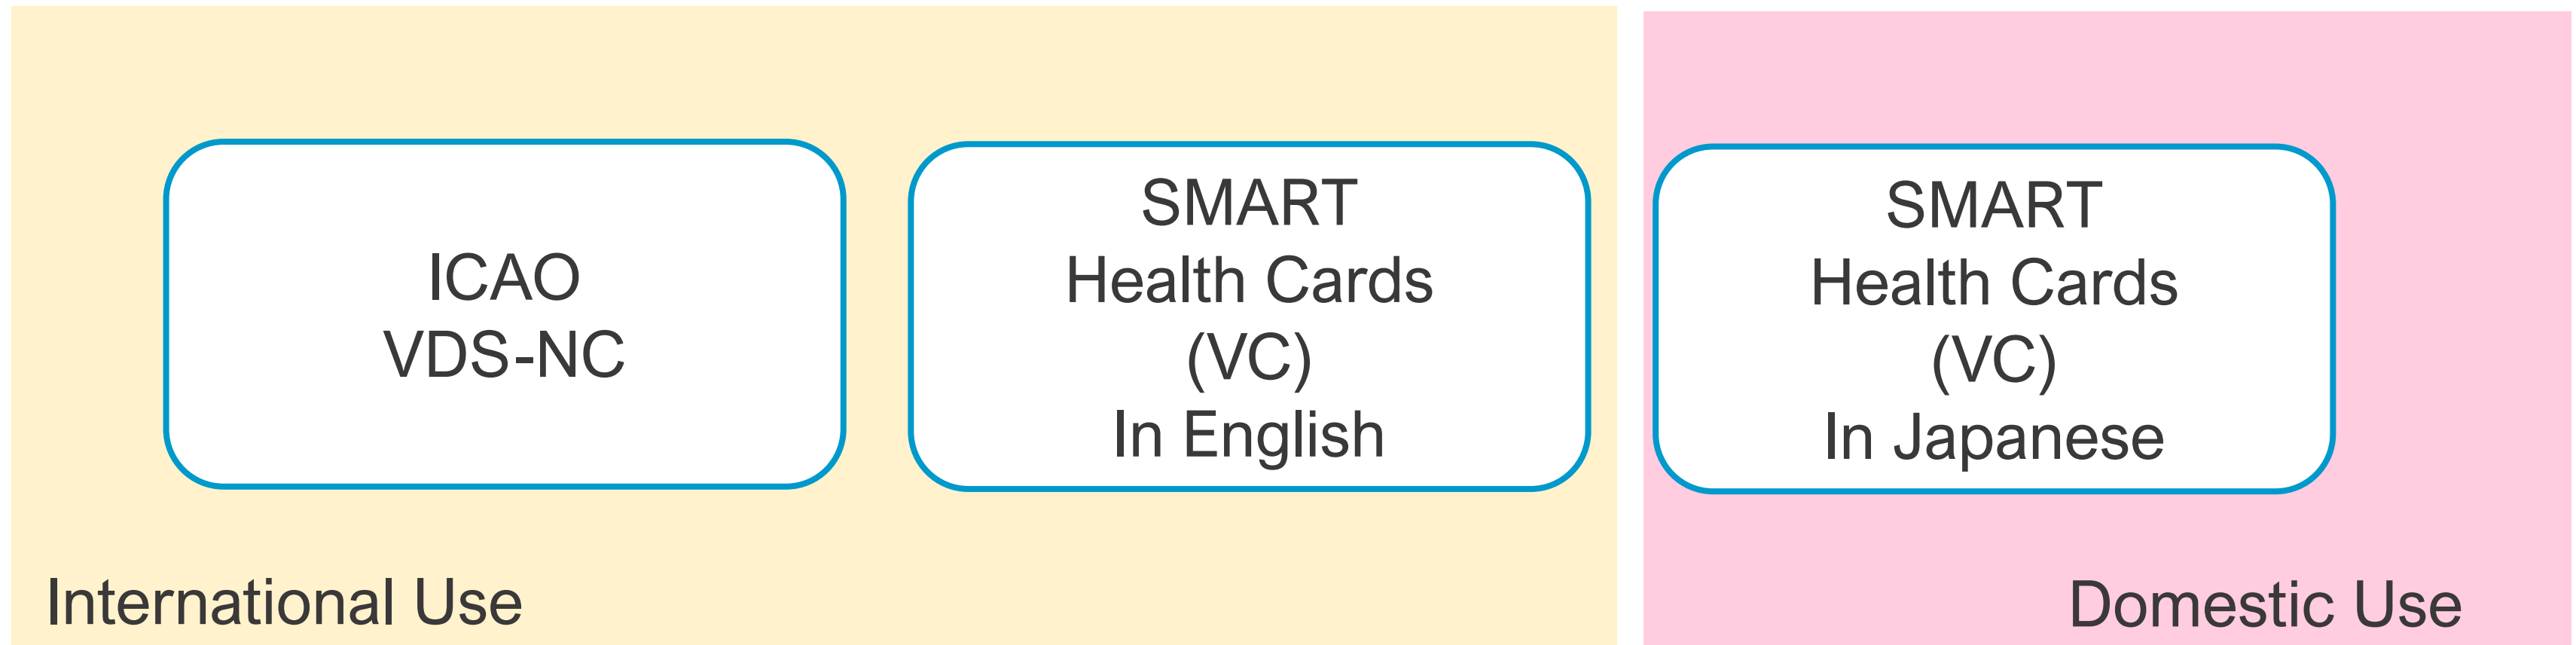 ICAO
VDS-NC
SMART
Health Cards
(VC)
In English
SMART
Health Cards
(VC)
In Japanese
International Use
Domestic Use